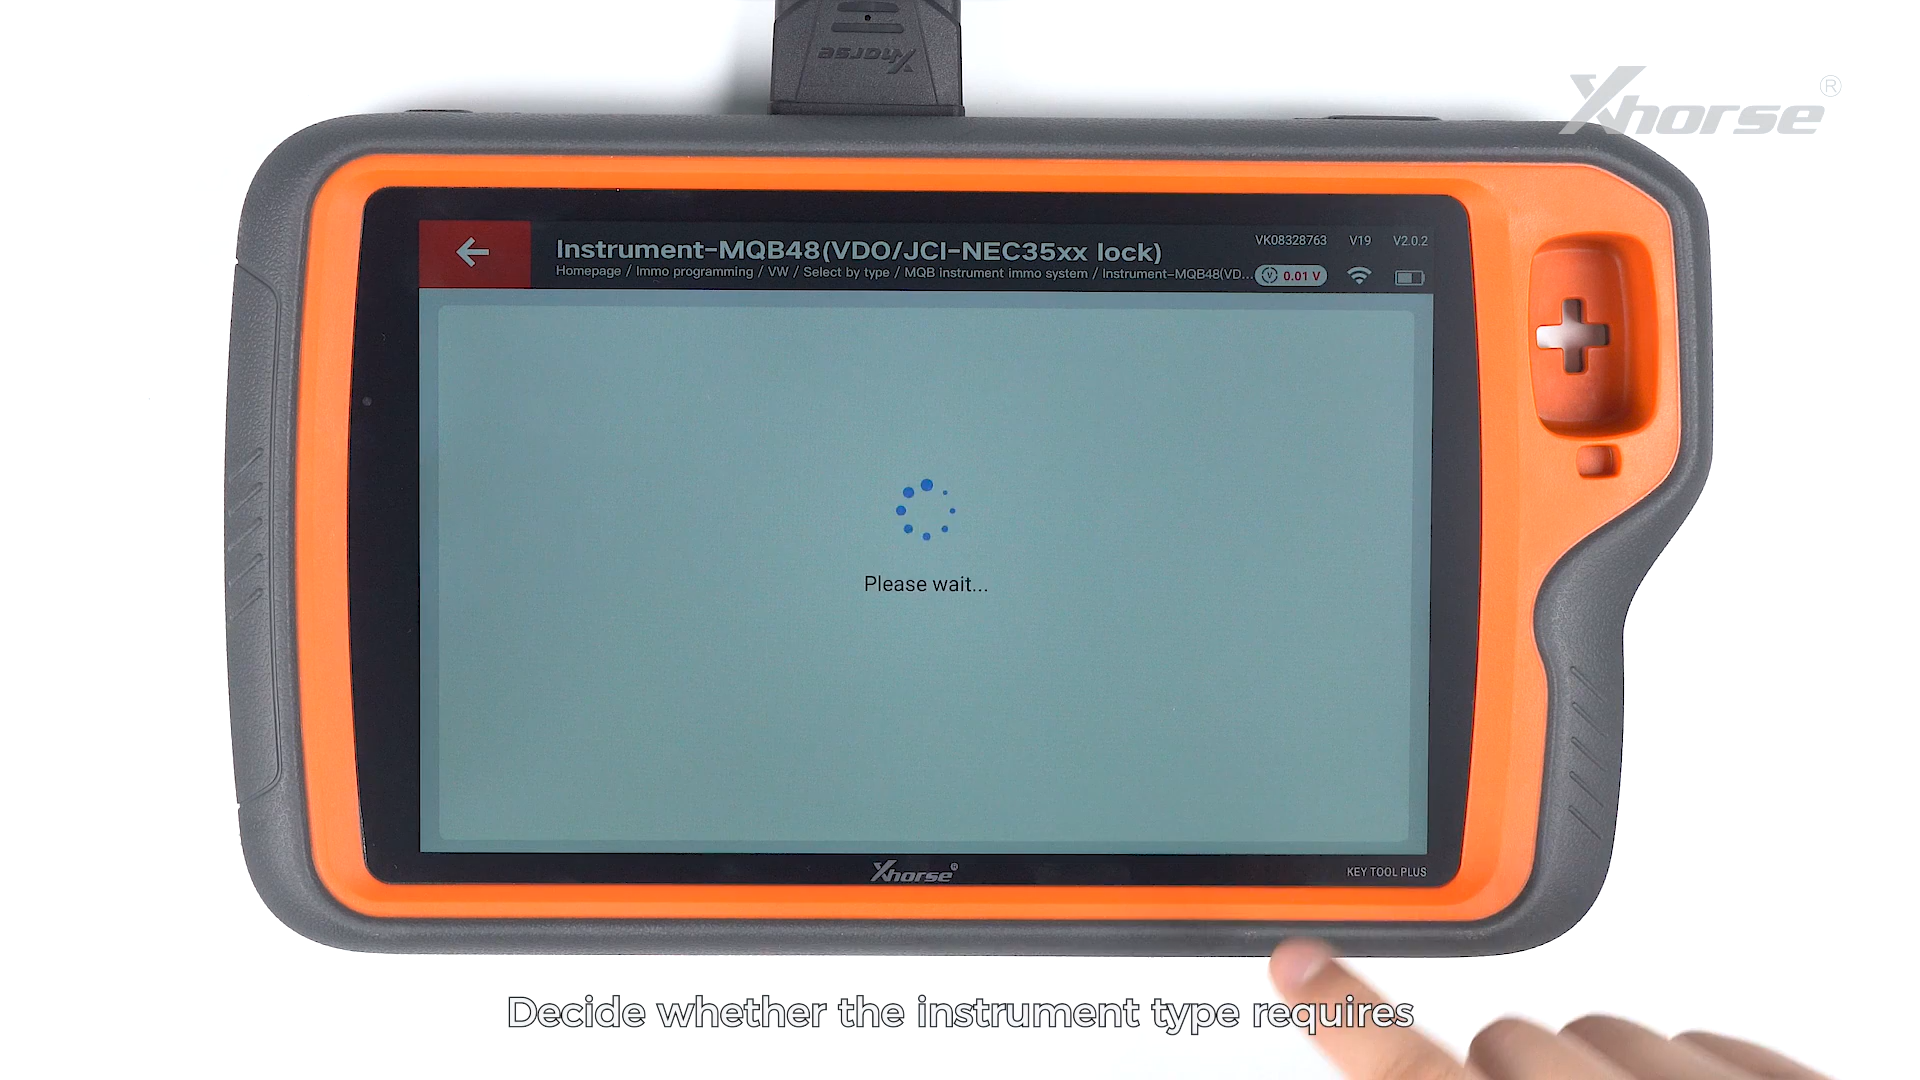 Xhorse
Xhorse®
Instrument-MQB48(VDO/JCI-NEC35xx lock)
VK08328763 V19 V2.0.2
Homepage / Immo programming / VW / Select by type / MQB Instrument immo system / Instrument-MQB48(VD...
V 0.01 V
Please wait...
Xhorse®
KEY TOOL PLUS
Decide whether the instrument type requires